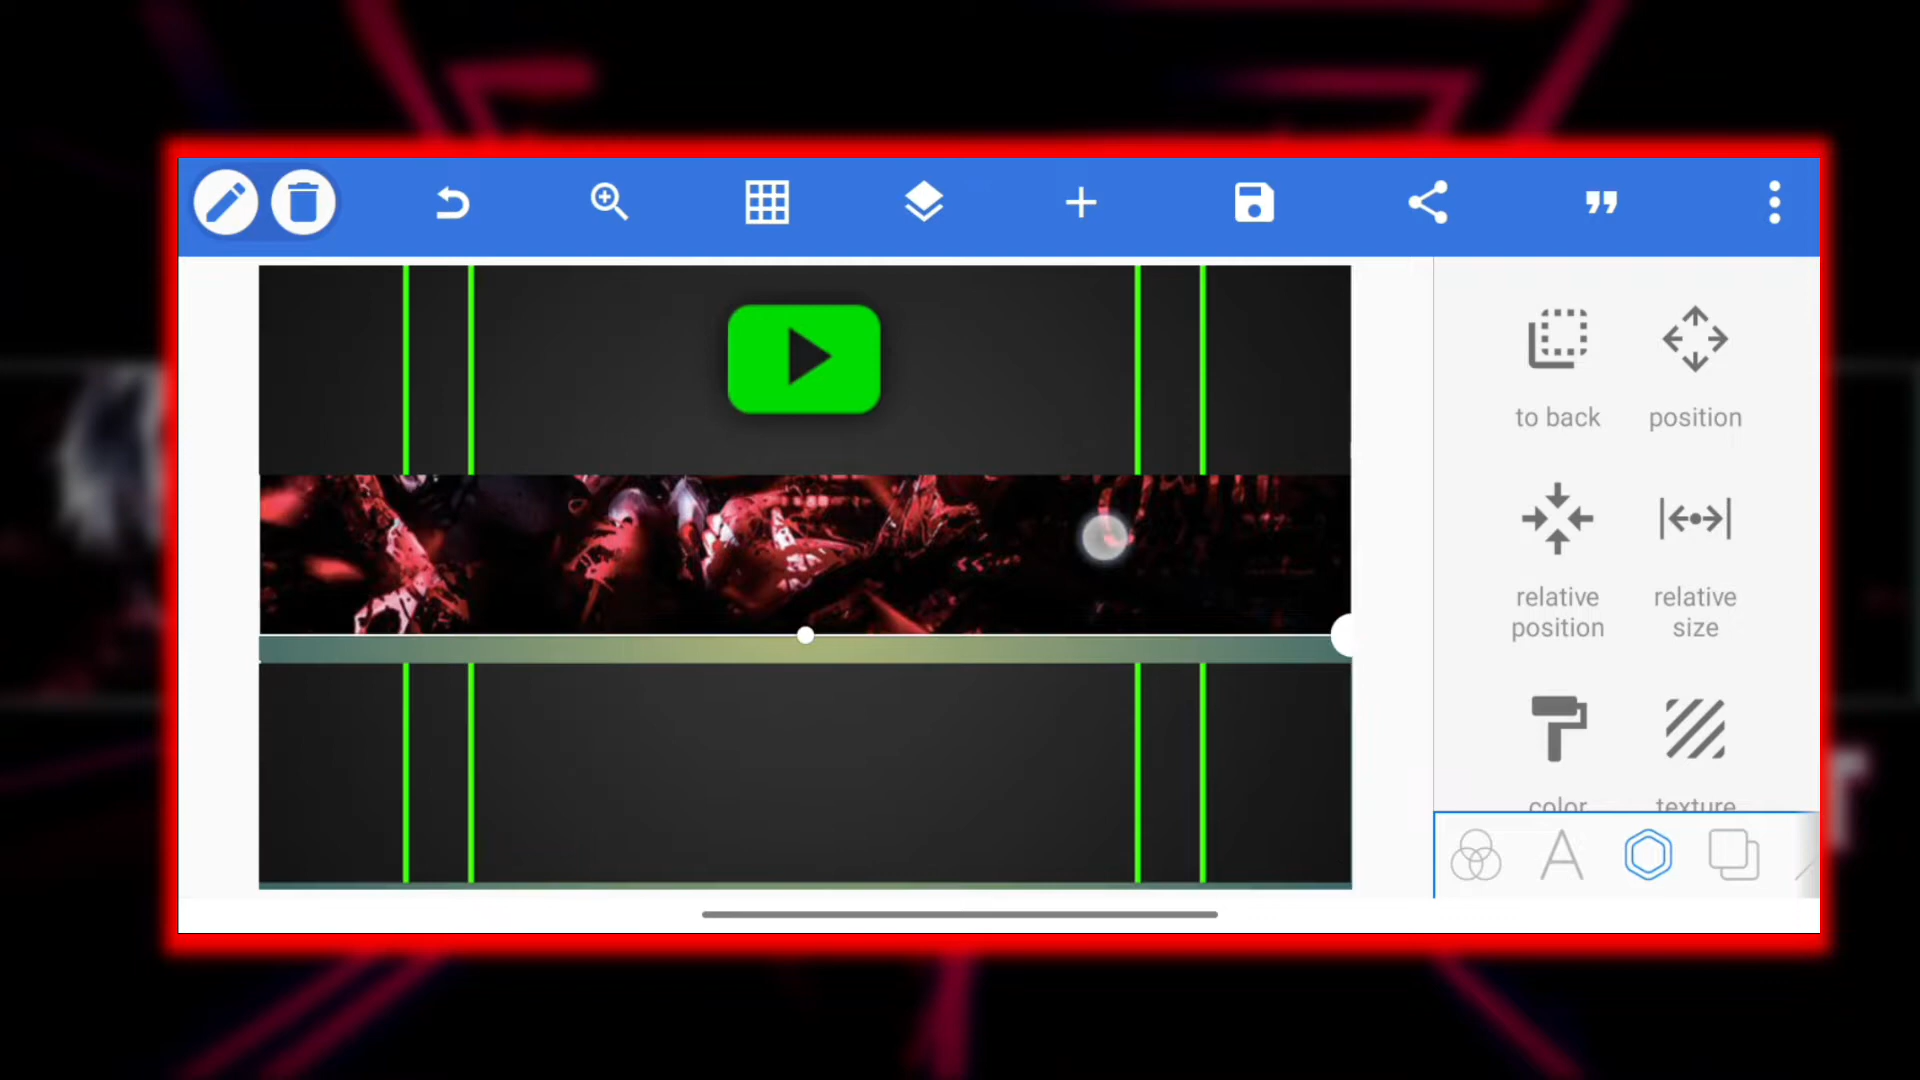 to back
position
relative
position
relative
size
color
texture